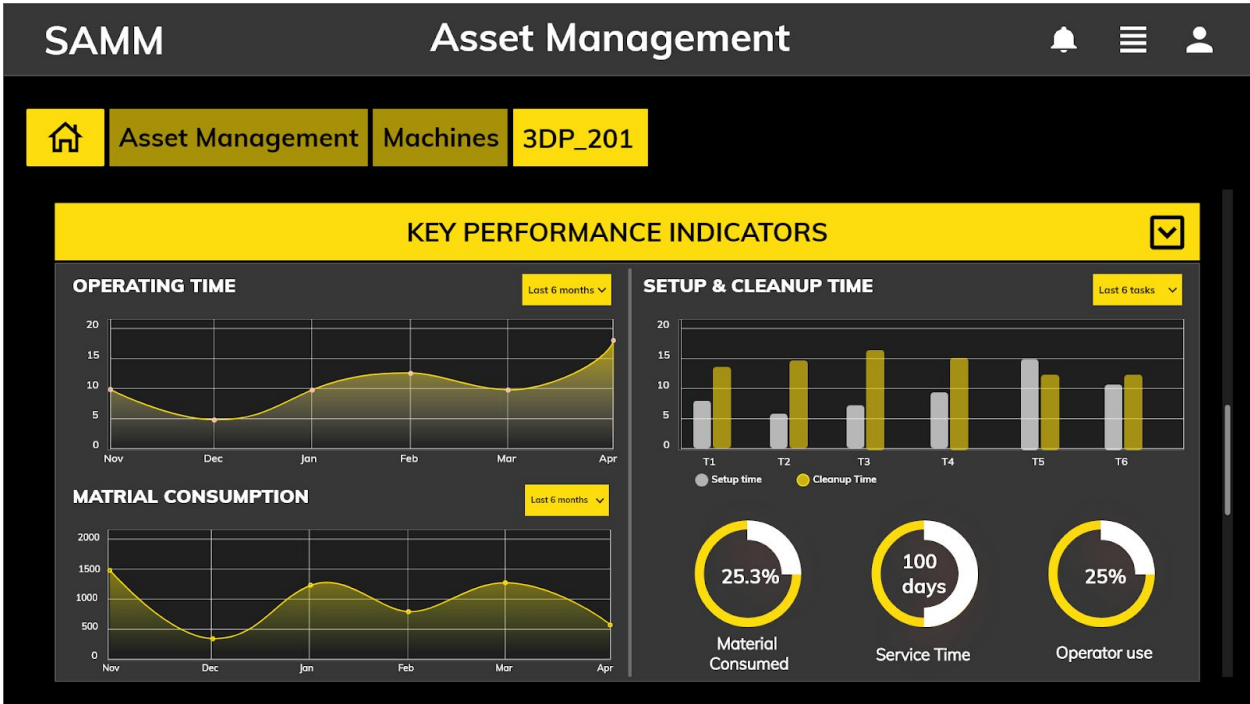 SAMM
Asset Management
Asset Management
Machines
3DP_201
KEY PERFORMANCE INDICATORS
OPERATING TIME
Last 6 months
20
15
10
5
0
Nov Dec Jan Feb Mar Apr
MATRIAL CONSUMPTION
Last 6 months
2000
1500
1000
500
0
Nov Dec Jan Feb Mar Apr
SETUP & CLEANUP TIME
Last 6 tasks
20
15
10
5
0
T1 T2 T3 T4 T5 T6
Setup time Cleanup Time
25.3%
Material
Consumed
100
days
Service Time
25%
Operator use